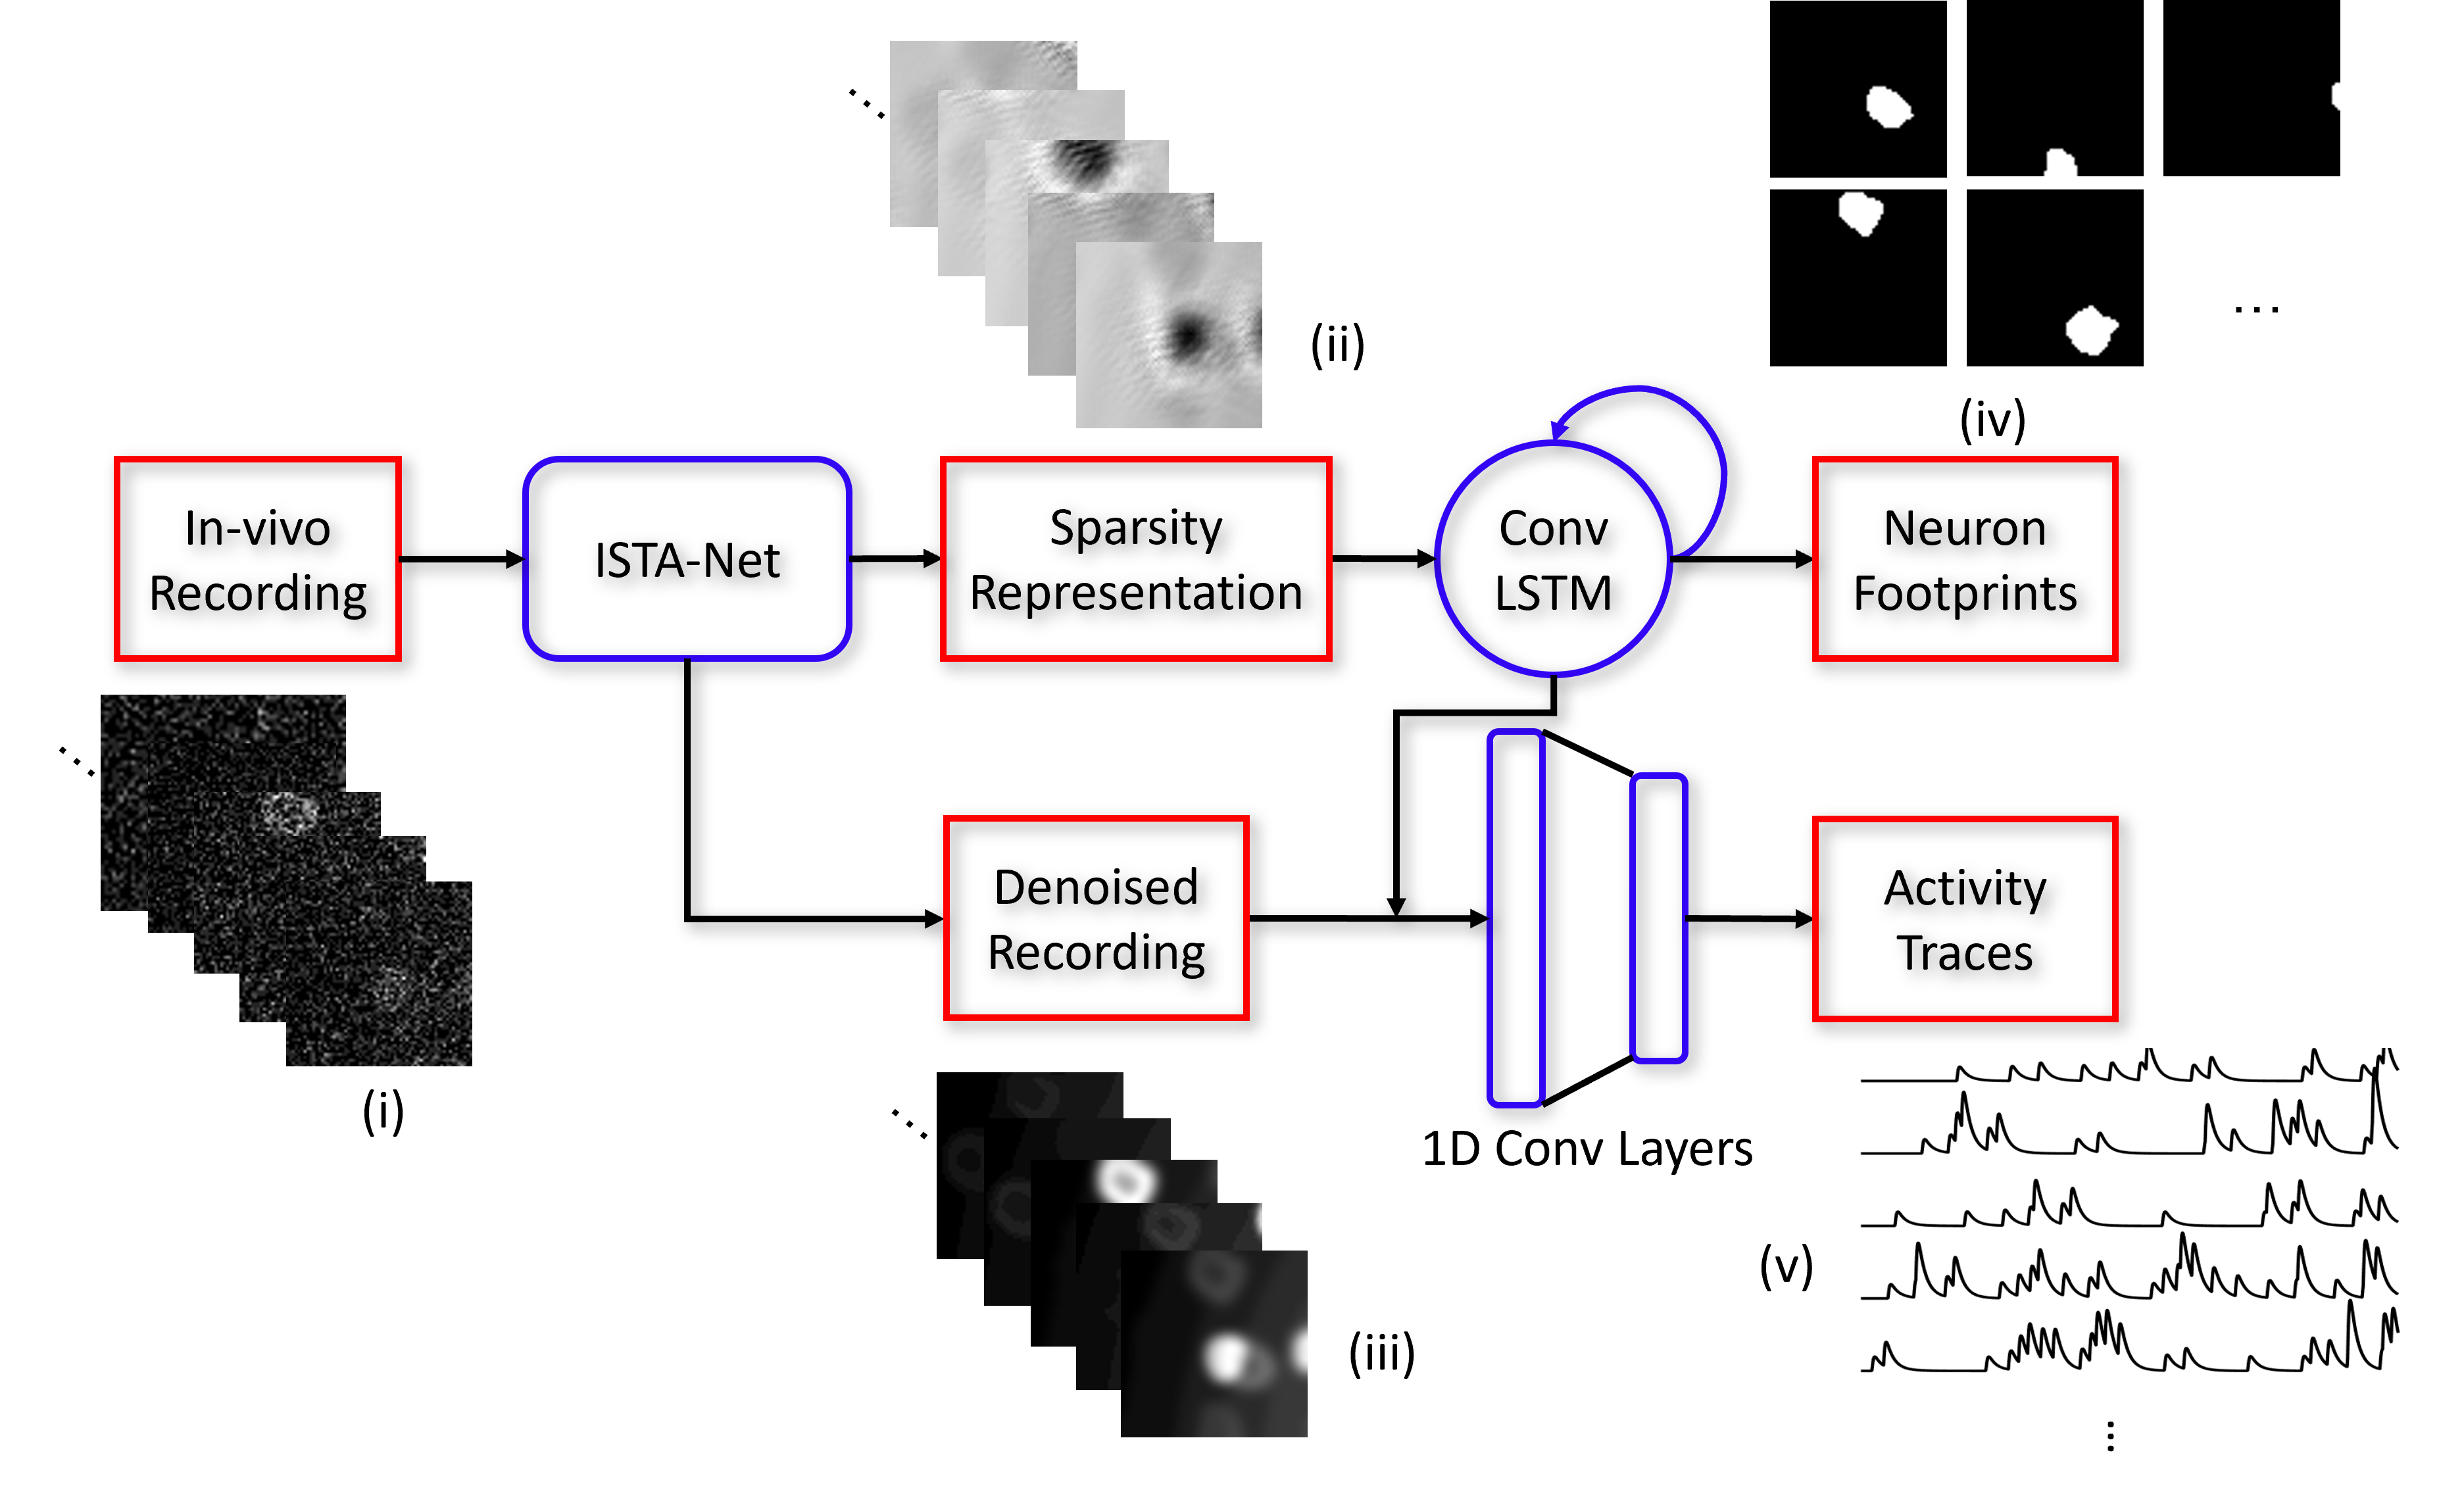 (ii)
(iv)
In-vivo
Recording
ISTA-Net
Sparsity
Representation
Conv
LSTM
Neuron
Footprints
(i)
Denoised
Recording
1D Conv Layers
Activity
Traces
(iii)
(v)